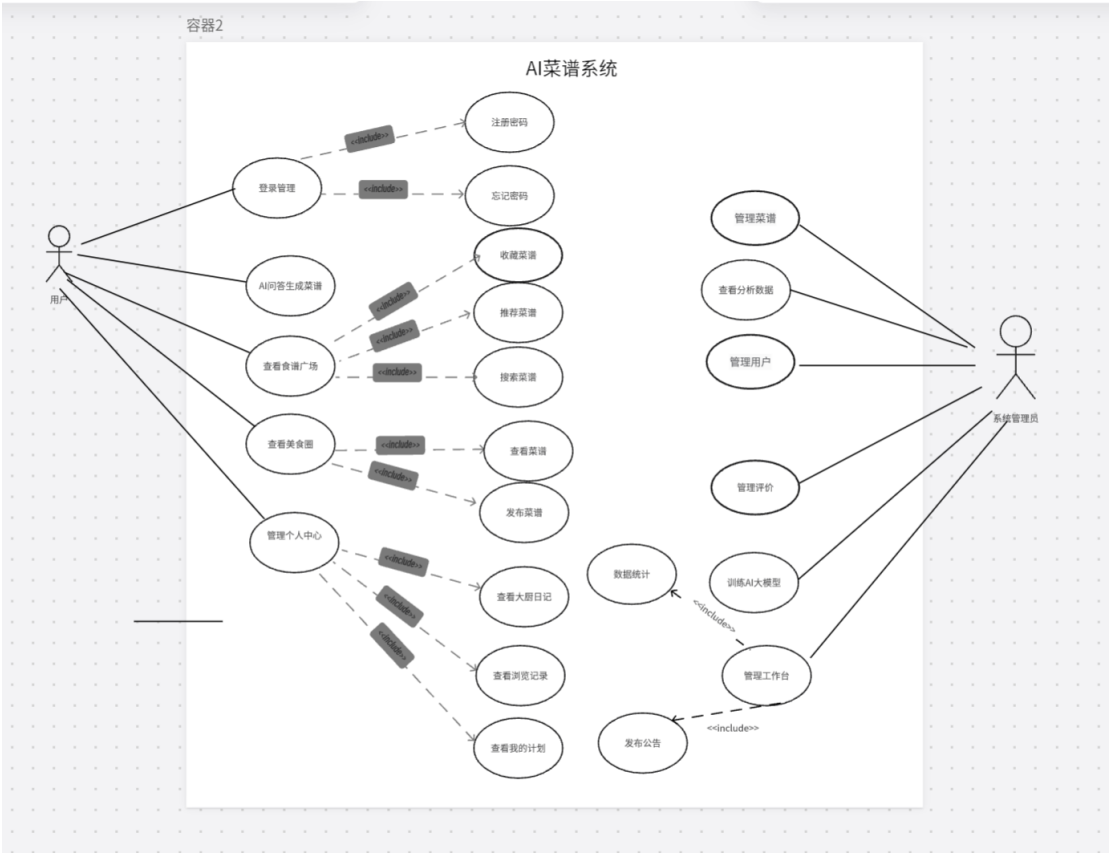 容器2
AI菜谱系统
<<include>>
注册密码
登录管理
<<include>>
忘记密码
用户
AI问答生成菜谱
<<include>>
收藏菜谱
<<include>>
推荐菜谱
查看食谱广场
<<include>>
搜索菜谱
查看美食圈
<<include>>
查看菜谱
<<include>>
发布菜谱
管理个人中心
<<include>>
查看大厨日记
<<include>>
查看浏览记录
<<include>>
查看我的计划
管理菜谱
查看分析数据
管理用户
系统管理员
管理评价
训练AI大模型
数据统计
<<include>>
管理工作台
<<include>>
发布公告